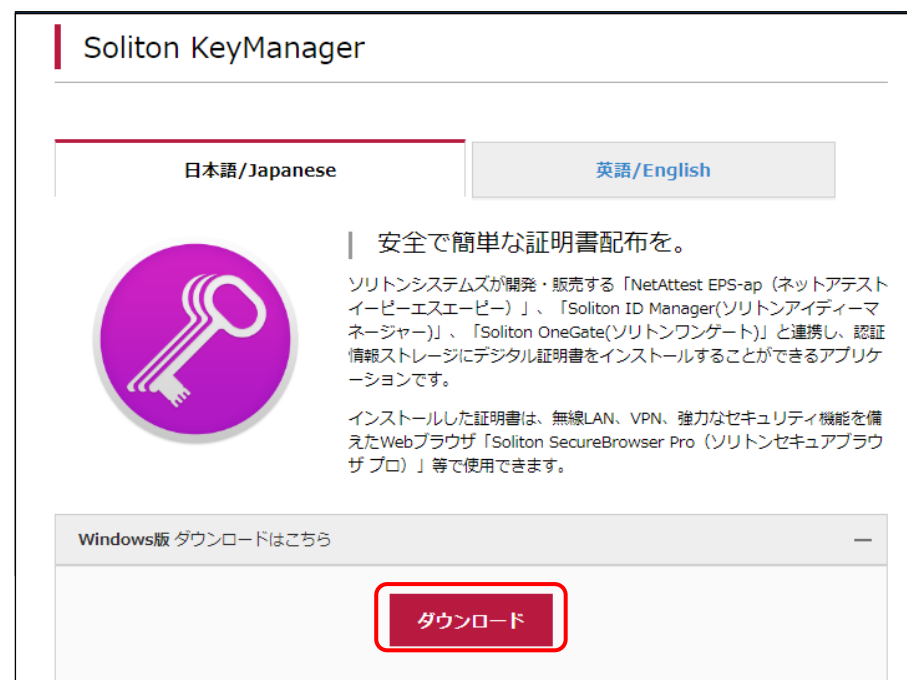 Soliton KeyManager
日本語/Japanese
英語/English
安全で簡単な証明書配布を。
ソリトンシステムズが開発・販売する「NetAttest EPS-ap（ネットアテスト
イーピーエスエーピー）」、「Soliton ID Manager(ソリトンアイディーマ
ネージャー)」、「Soliton OneGate(ソリトンワンゲート)」と連携し、認証
情報ストレージにデジタル証明書をインストールすることができるアプリケ
ーションです。
インストールした証明書は、無線LAN、VPN、強力なセキュリティ機能を備
えたWebブラウザ「Soliton SecureBrowser Pro（ソリトンセキュアブラウ
ザ プロ）」等で使用できます。
Windows版 ダウンロードはこちら
ダウンロード